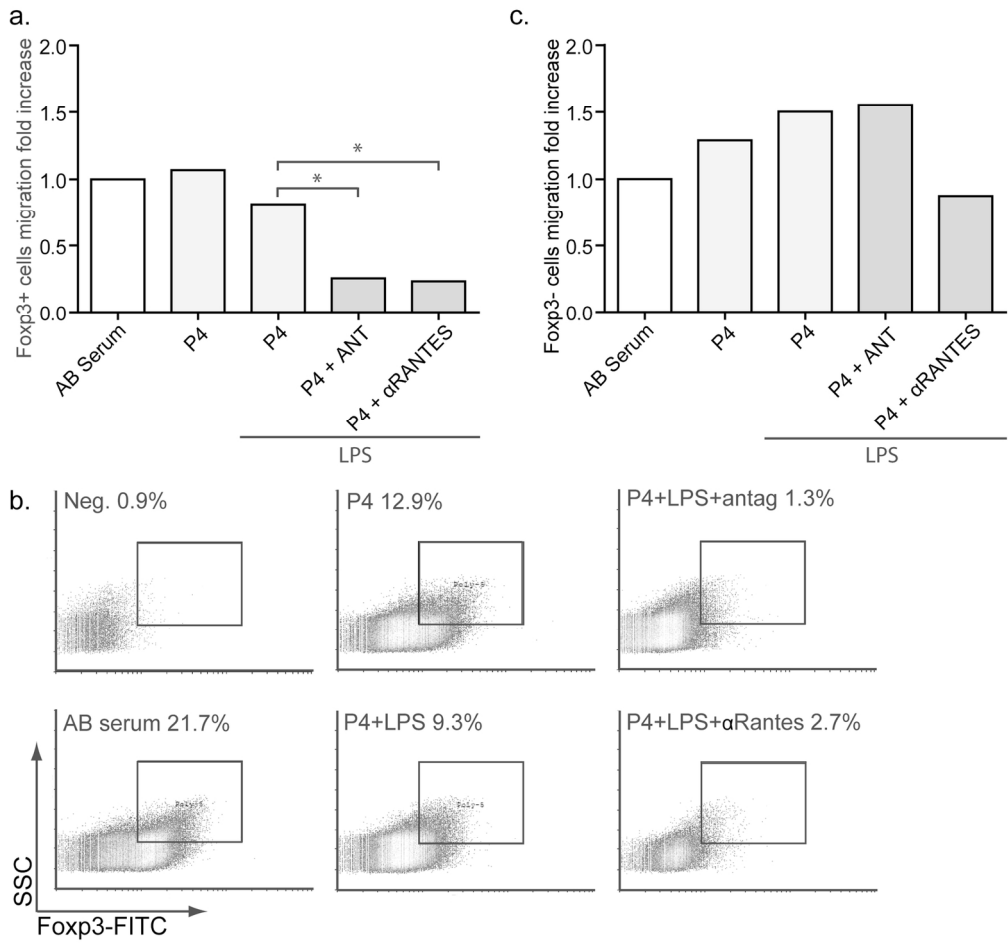 a.
Foxp3+ cells migration fold increase
2.0
1.5
1.0
0.5
0.0
*
*
AB Serum
P4
P4
P4 + ANT
P4 + αRANTES
LPS
c.
Foxp3- cells migration fold increase
2.0
1.5
1.0
0.5
0.0
AB Serum
P4
P4
P4 + ANT
P4 + αRANTES
LPS
b.
Neg. 0.9%
P4 12.9%
P4+LPS+antag 1.3%
AB serum 21.7%
P4+LPS 9.3%
P4+LPS+αRantes 2.7%
SSC
Foxp3-FITC